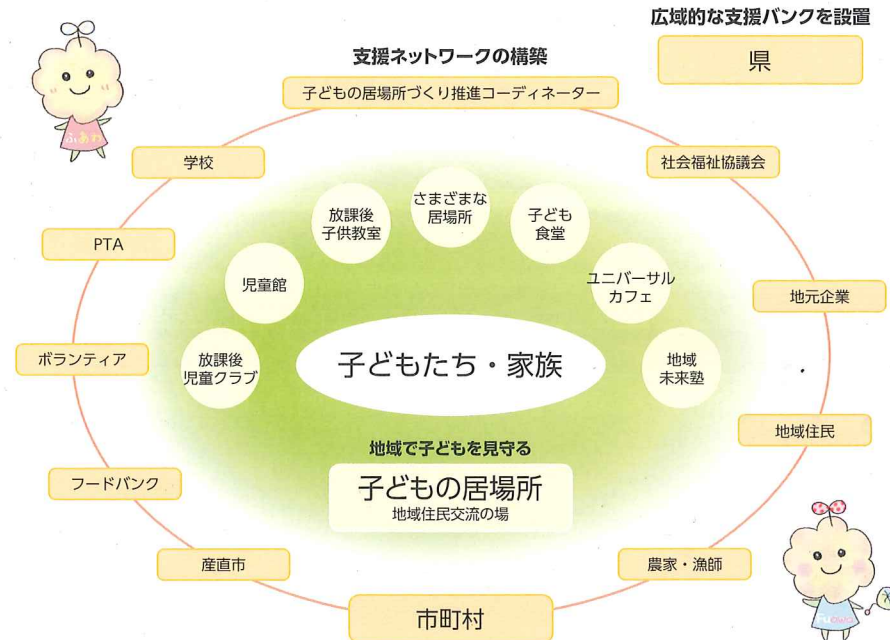 広域的な支援バンクを設置
県
支援ネットワークの構築
子どもの居場所づくり推進コーディネーター
ふあわ
学校
社会福祉協議会
PTA
地元企業
ボランティア
地域住民
フードバンク
農家・漁師
産直市
市町村
さまざまな
居場所
放課後
子供教室
子ども
食堂
児童館
ユニバーサル
カフェ
放課後
児童クラブ
地域
未来塾
子どもたち・家族
地域で子どもを見守る
子どもの居場所
地域住民交流の場